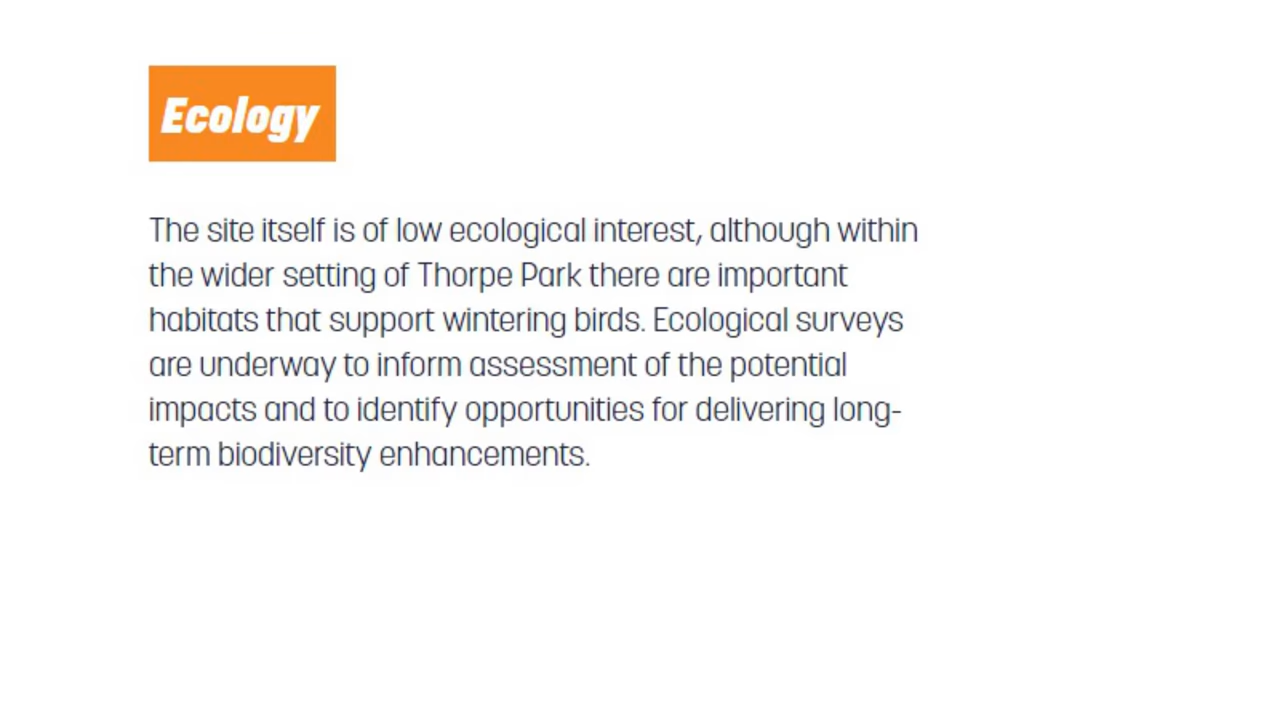 Ecology
The site itself is of low ecological interest, although within
the wider setting of Thorpe Park there are important
habitats that support wintering birds. Ecological surveys
are underway to inform assessment of the potential
impacts and to identify opportunities for delivering long-
term biodiversity enhancements.